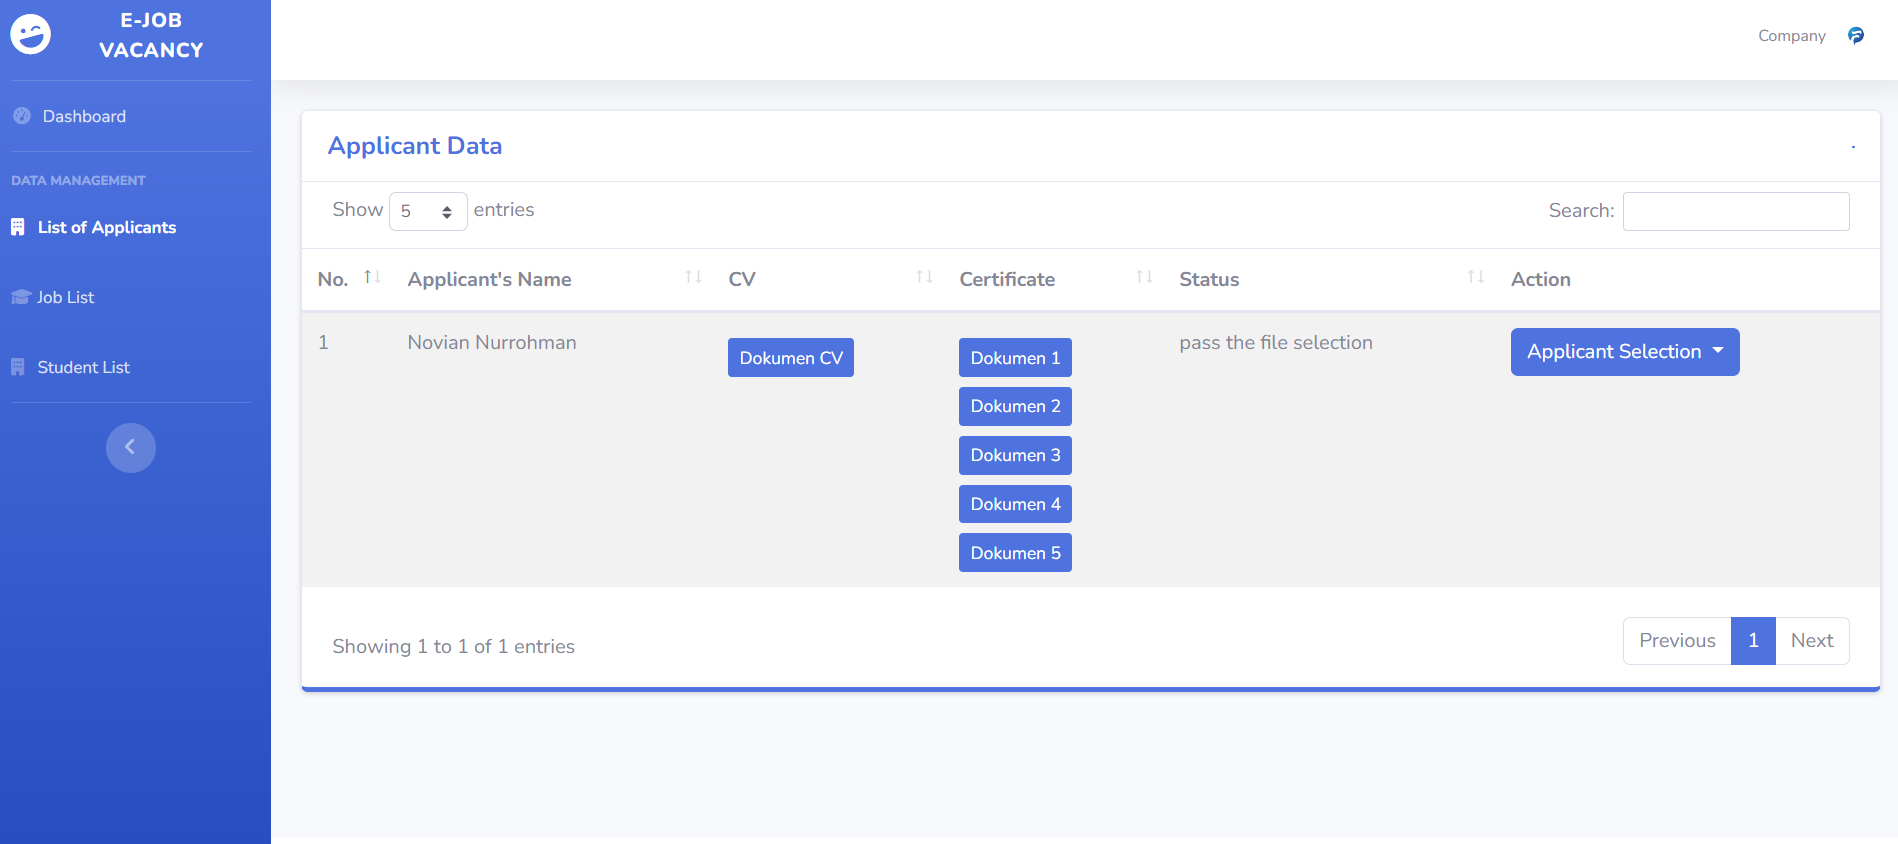 E-JOB
VACANCY
Company
Dashboard
DATA MANAGEMENT
List of Applicants
Job List
Student List
Applicant Data
Show 5 entries
Search:
No. Applicant's Name CV Certificate Status Action
1 Novian Nurrohman Dokumen CV Dokumen 1 pass the file selection Applicant Selection
Dokumen 2
Dokumen 3
Dokumen 4
Dokumen 5
Showing 1 to 1 of 1 entries
Previous 1 Next